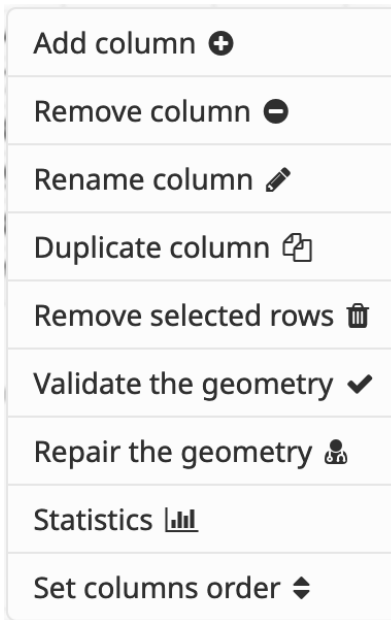 Add column
Remove column
Rename column
Duplicate column
Remove selected rows
Validate the geometry
Repair the geometry
Statistics
Set columns order